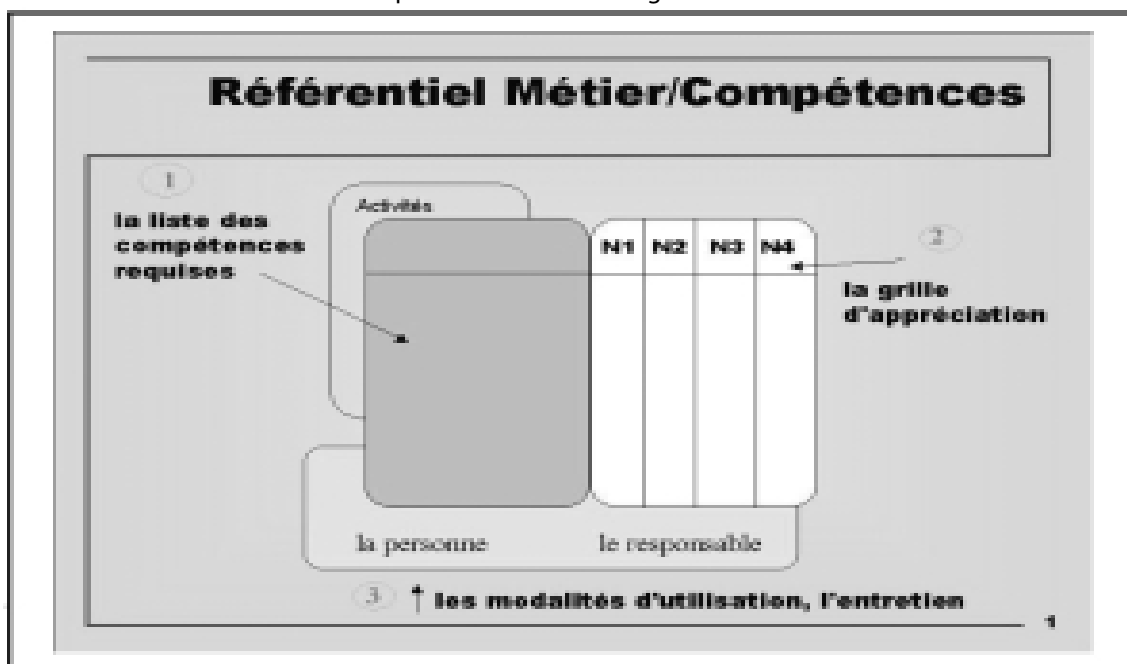 Référentiel Métier/Compétences
1
la liste des
compétences
requises
Activités
N1 N2 N3 N4
2
la grille
d'appréciation
la personne
le responsable
3 ↑ les modalités d'utilisation, l'entretien
1